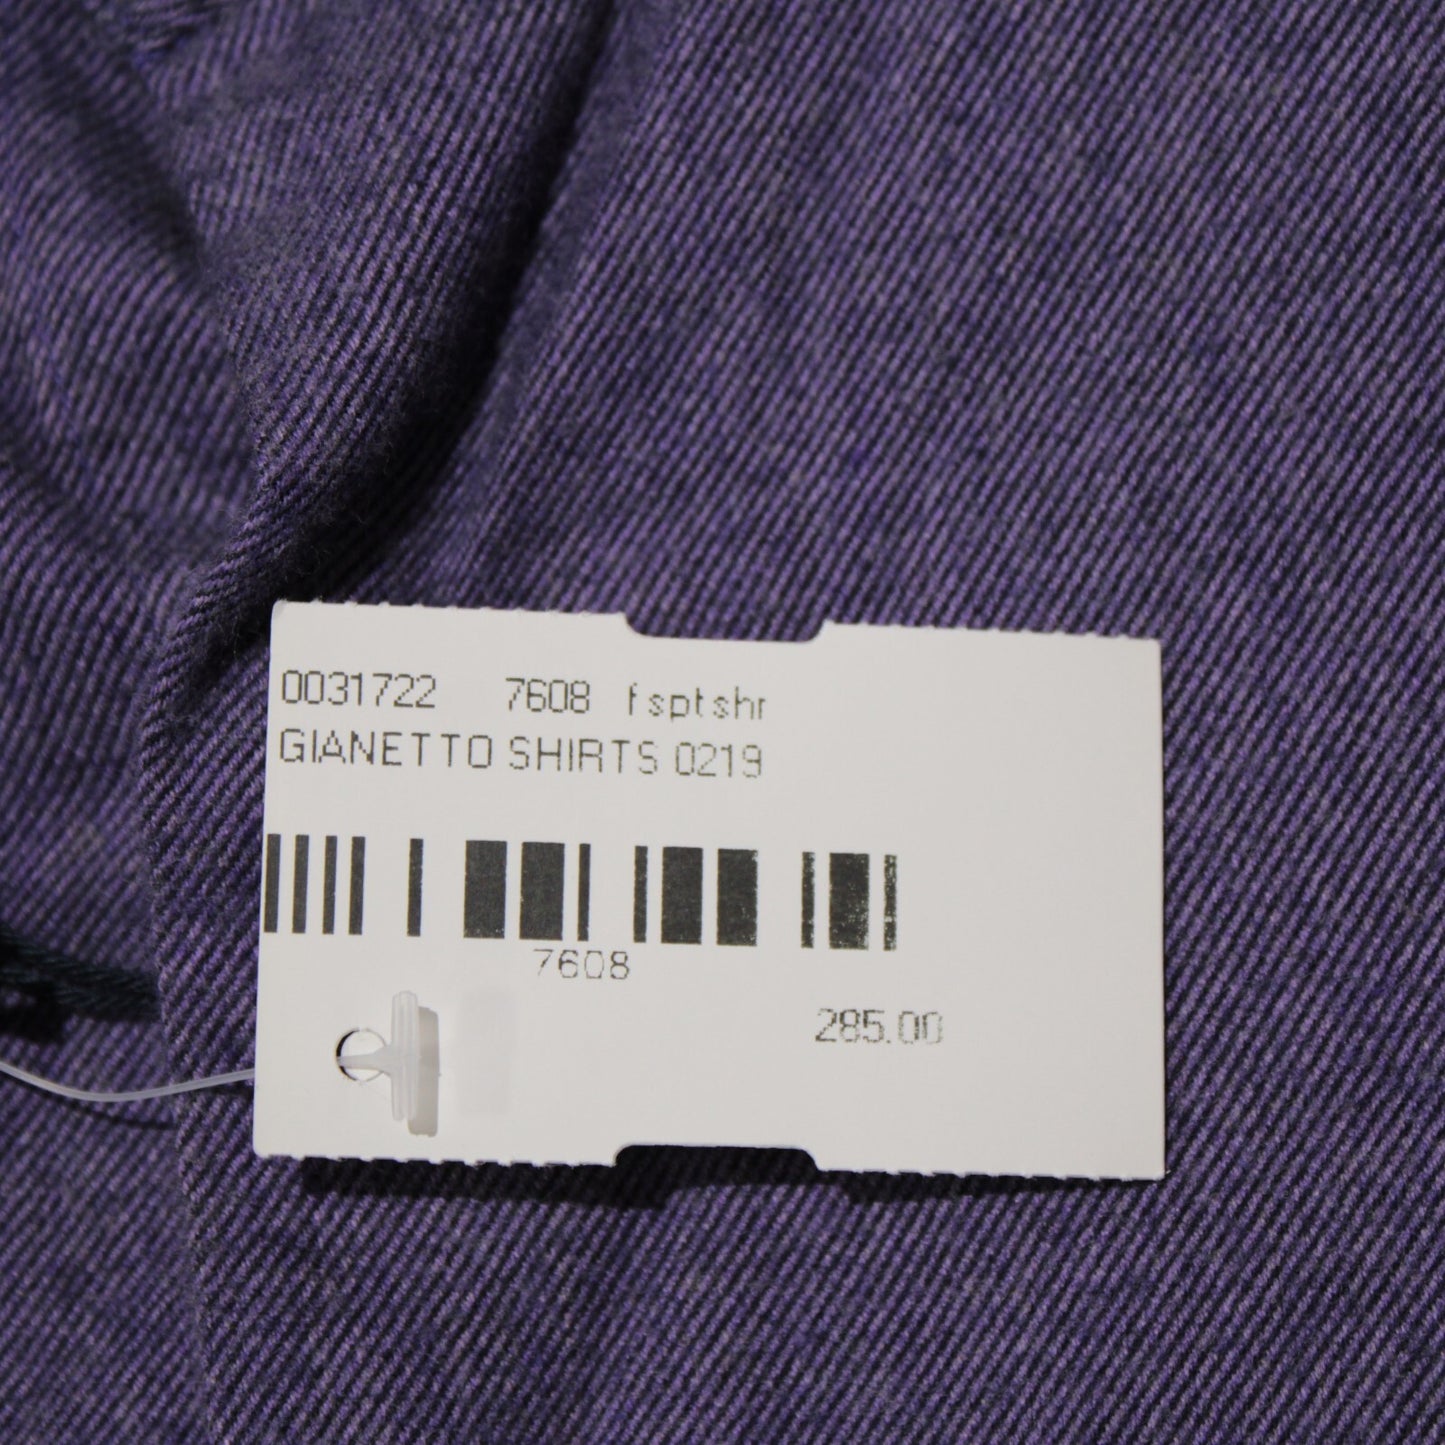 0031722 7608 fsptshr
GIANETTO SHIRTS 0219
7608
285.00